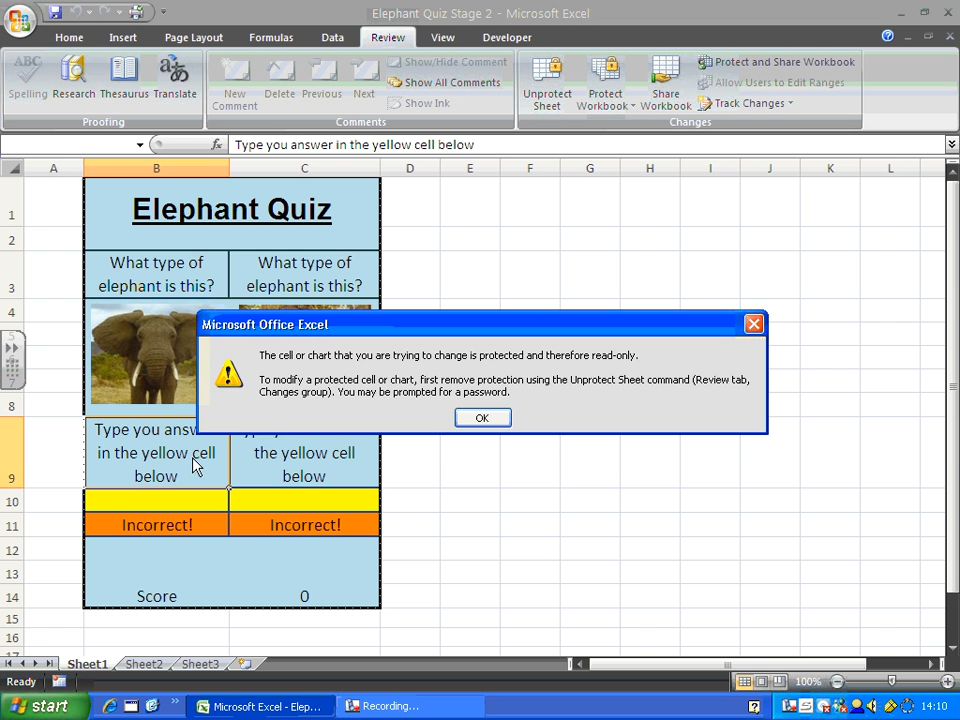 Elephant Quiz Stage 2 - Microsoft Excel
Home Insert Page Layout Formulas Data Review View Developer
ABC
Spelling Research Thesaurus Translate
Proofing
New Comment Delete Previous Next
Show/Hide Comment
Show All Comments
Show Ink
Comments
Unprotect Sheet Protect Workbook Share Workbook
Protect and Share Workbook
Allow Users to Edit Ranges
Track Changes
Changes
fx Type you answer in the yellow cell below
A B C D E F G H I J K L
1 Elephant Quiz
2
3 What type of elephant is this? What type of elephant is this?
4
5
7
8
Microsoft Office Excel
The cell or chart that you are trying to change is protected and therefore read-only.
To modify a protected cell or chart, first remove protection using the Unprotect Sheet command (Review tab,
Changes group). You may be prompted for a password.
OK
Type you answ
in the yellow cell the yellow cell
9 below below
10
11 Incorrect! Incorrect!
12
13
14 Score 0
15
16
17
Sheet1 Sheet2 Sheet3
Ready 100%
start Microsoft Excel - Elep... Recording... 14:10